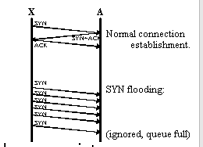 X A
SYN
SYN+ACK
ACK
Normal connection
establishment.
SYN
SYN
SYN
SYN
SYN
SYN flooding:
SYN
(ignored, queue full)